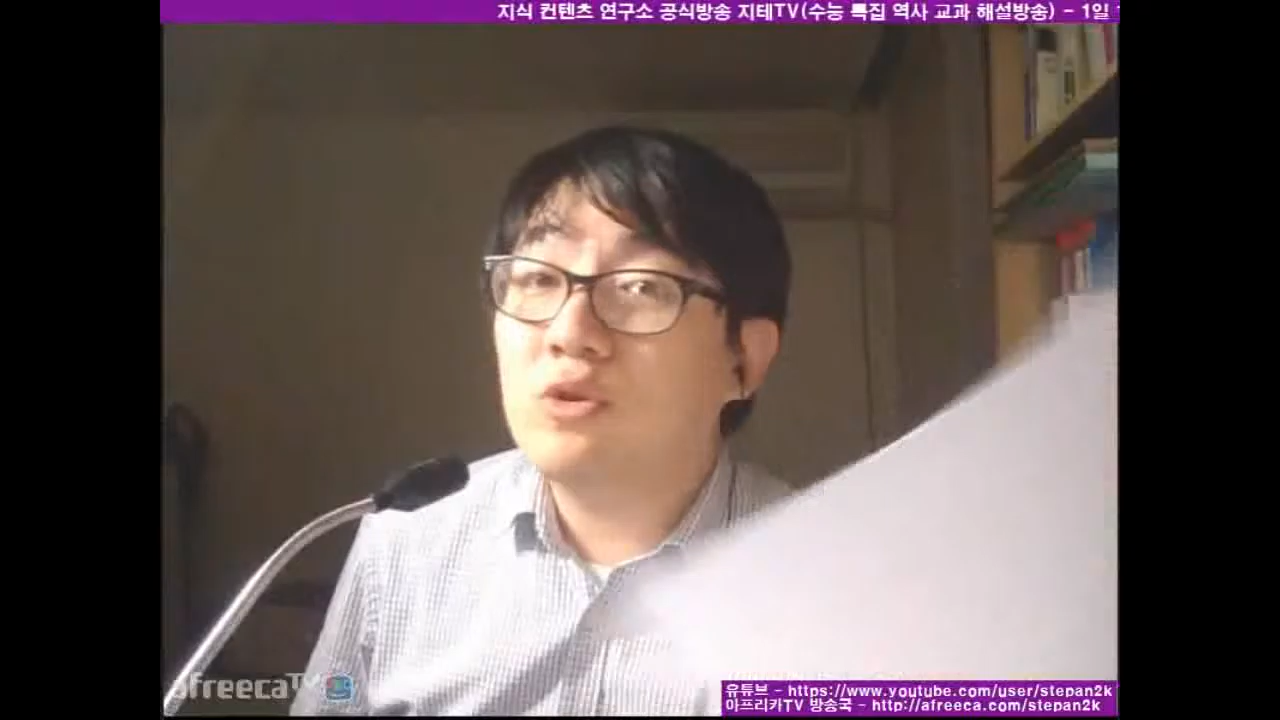 지식 컨텐츠 연구소 공식방송 지테TV(수능 특집 역사 교과 해설방송) - 1일
afreecaTV
유튜브 - https://www.youtube.com/user/stepan2k
아프리카TV 방송국 - http://afreeca.com/stepan2k